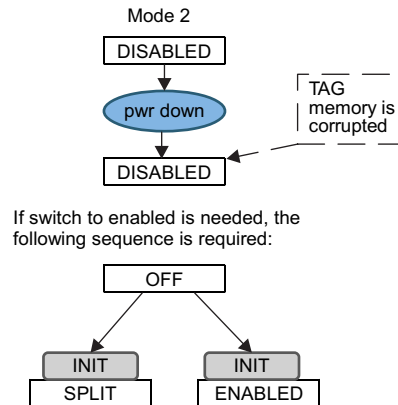 Mode 2
DISABLED
pwr down
TAG
memory is
corrupted
DISABLED
If switch to enabled is needed, the
following sequence is required:
OFF
INIT
INIT
SPLIT
ENABLED